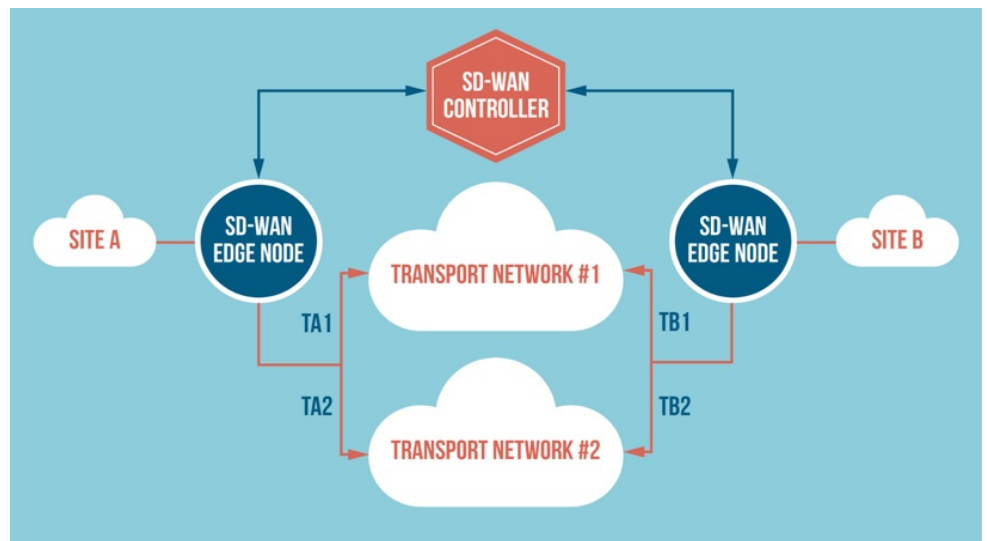 SD-WAN
CONTROLLER
SITE A
SD-WAN
EDGE NODE
SD-WAN
EDGE NODE
SITE B
TRANSPORT NETWORK #1
TA1
TB1
TA2
TB2
TRANSPORT NETWORK #2